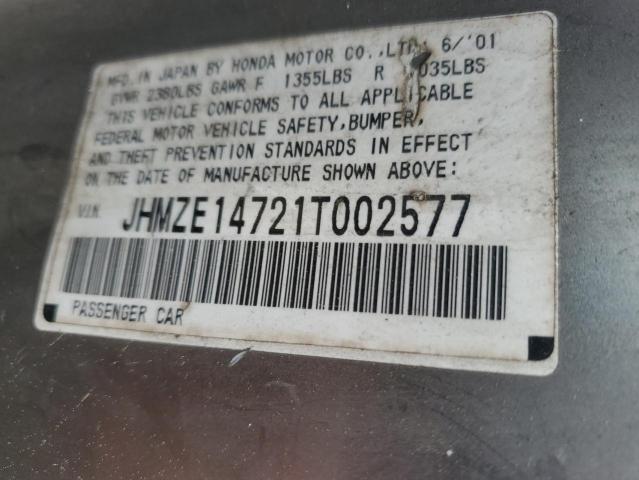 MFD. IN JAPAN BY HONDA MOTOR CO., LTD. 6/'01
GVWR 2380LBS GAWR F 1355LBS R 1035LBS
THIS VEHICLE CONFORMS TO ALL APPLICABLE
FEDERAL MOTOR VEHICLE SAFETY, BUMPER,
AND THEFT PREVENTION STANDARDS IN EFFECT
ON THE DATE OF MANUFACTURE SHOWN ABOVE:
V.I.N. JHMZE14721T002577
PASSENGER CAR